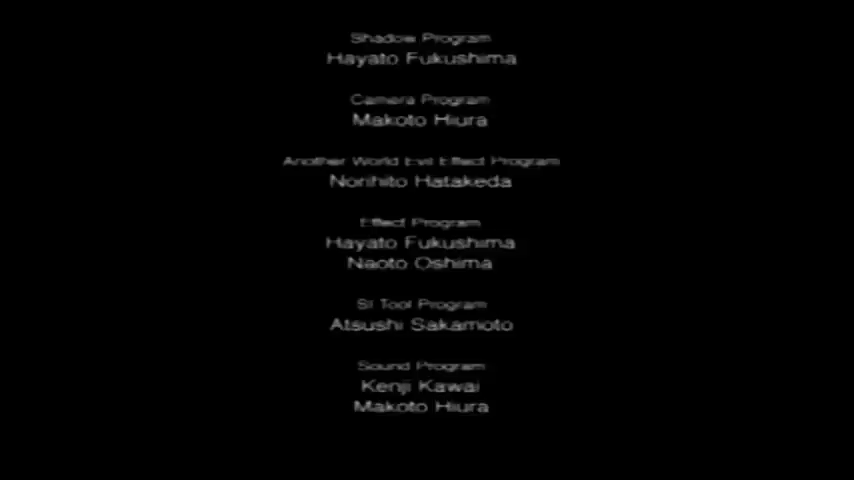 Shadow Program
Hayato Fukushima
Camera Program
Makoto Hiura
Another World Evil Effect Program
Norihito Hatakeda
Effect Program
Hayato Fukushima
Naoto Oshima
SI Tool Program
Atsushi Sakamoto
Sound Program
Kenji Kawai
Makoto Hiura